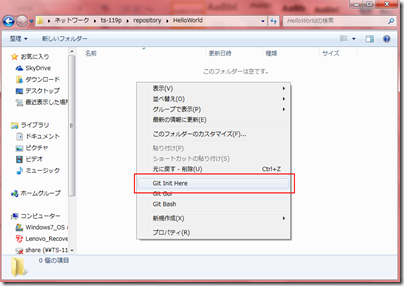 ネットワーク ▸ ts-119p ▸ repository ▸ HelloWorld
HelloWorldの検索
整理 ▼ 新しいフォルダー
名前 更新日時 種類
このフォルダーは空です。
お気に入り
SkyDrive
ダウンロード
デスクトップ
最近表示した場所
ライブラリ
ドキュメント
ピクチャ
ビデオ
ミュージック
ホームグループ
コンピューター
Windows7_OS
Lenovo_Recove
share (¥¥TS-11
表示(V)
並べ替え(O)
グループで表示(P)
最新の情報に更新(E)
このフォルダーのカスタマイズ(F)...
貼り付け(P)
ショートカットの貼り付け(S)
元に戻す - 削除(U) Ctrl+Z
Git Init Here
Git Gui
Git Bash
新規作成(X)
プロパティ(R)
0 個の項目